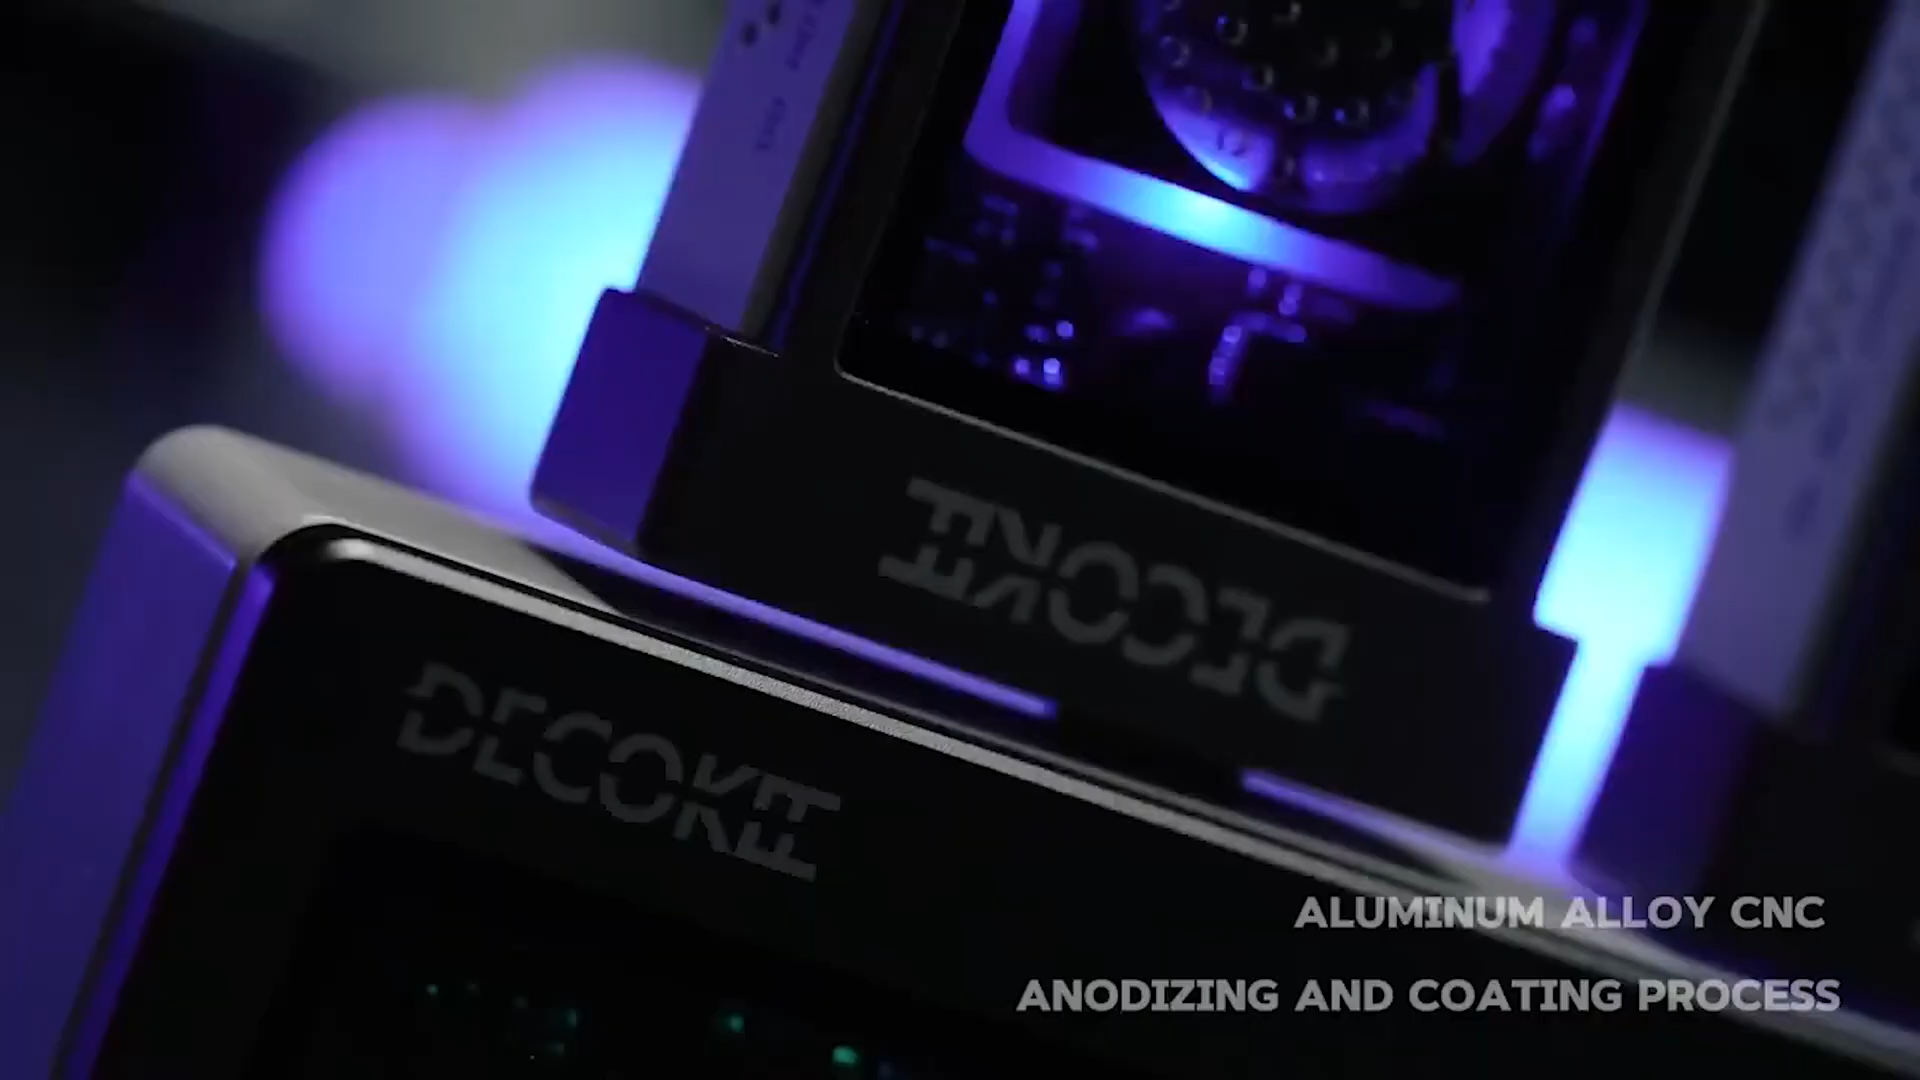 DECOKE
DECOKE
ALUMINUM ALLOY CNC
ANODIZING AND COATING PROCESS